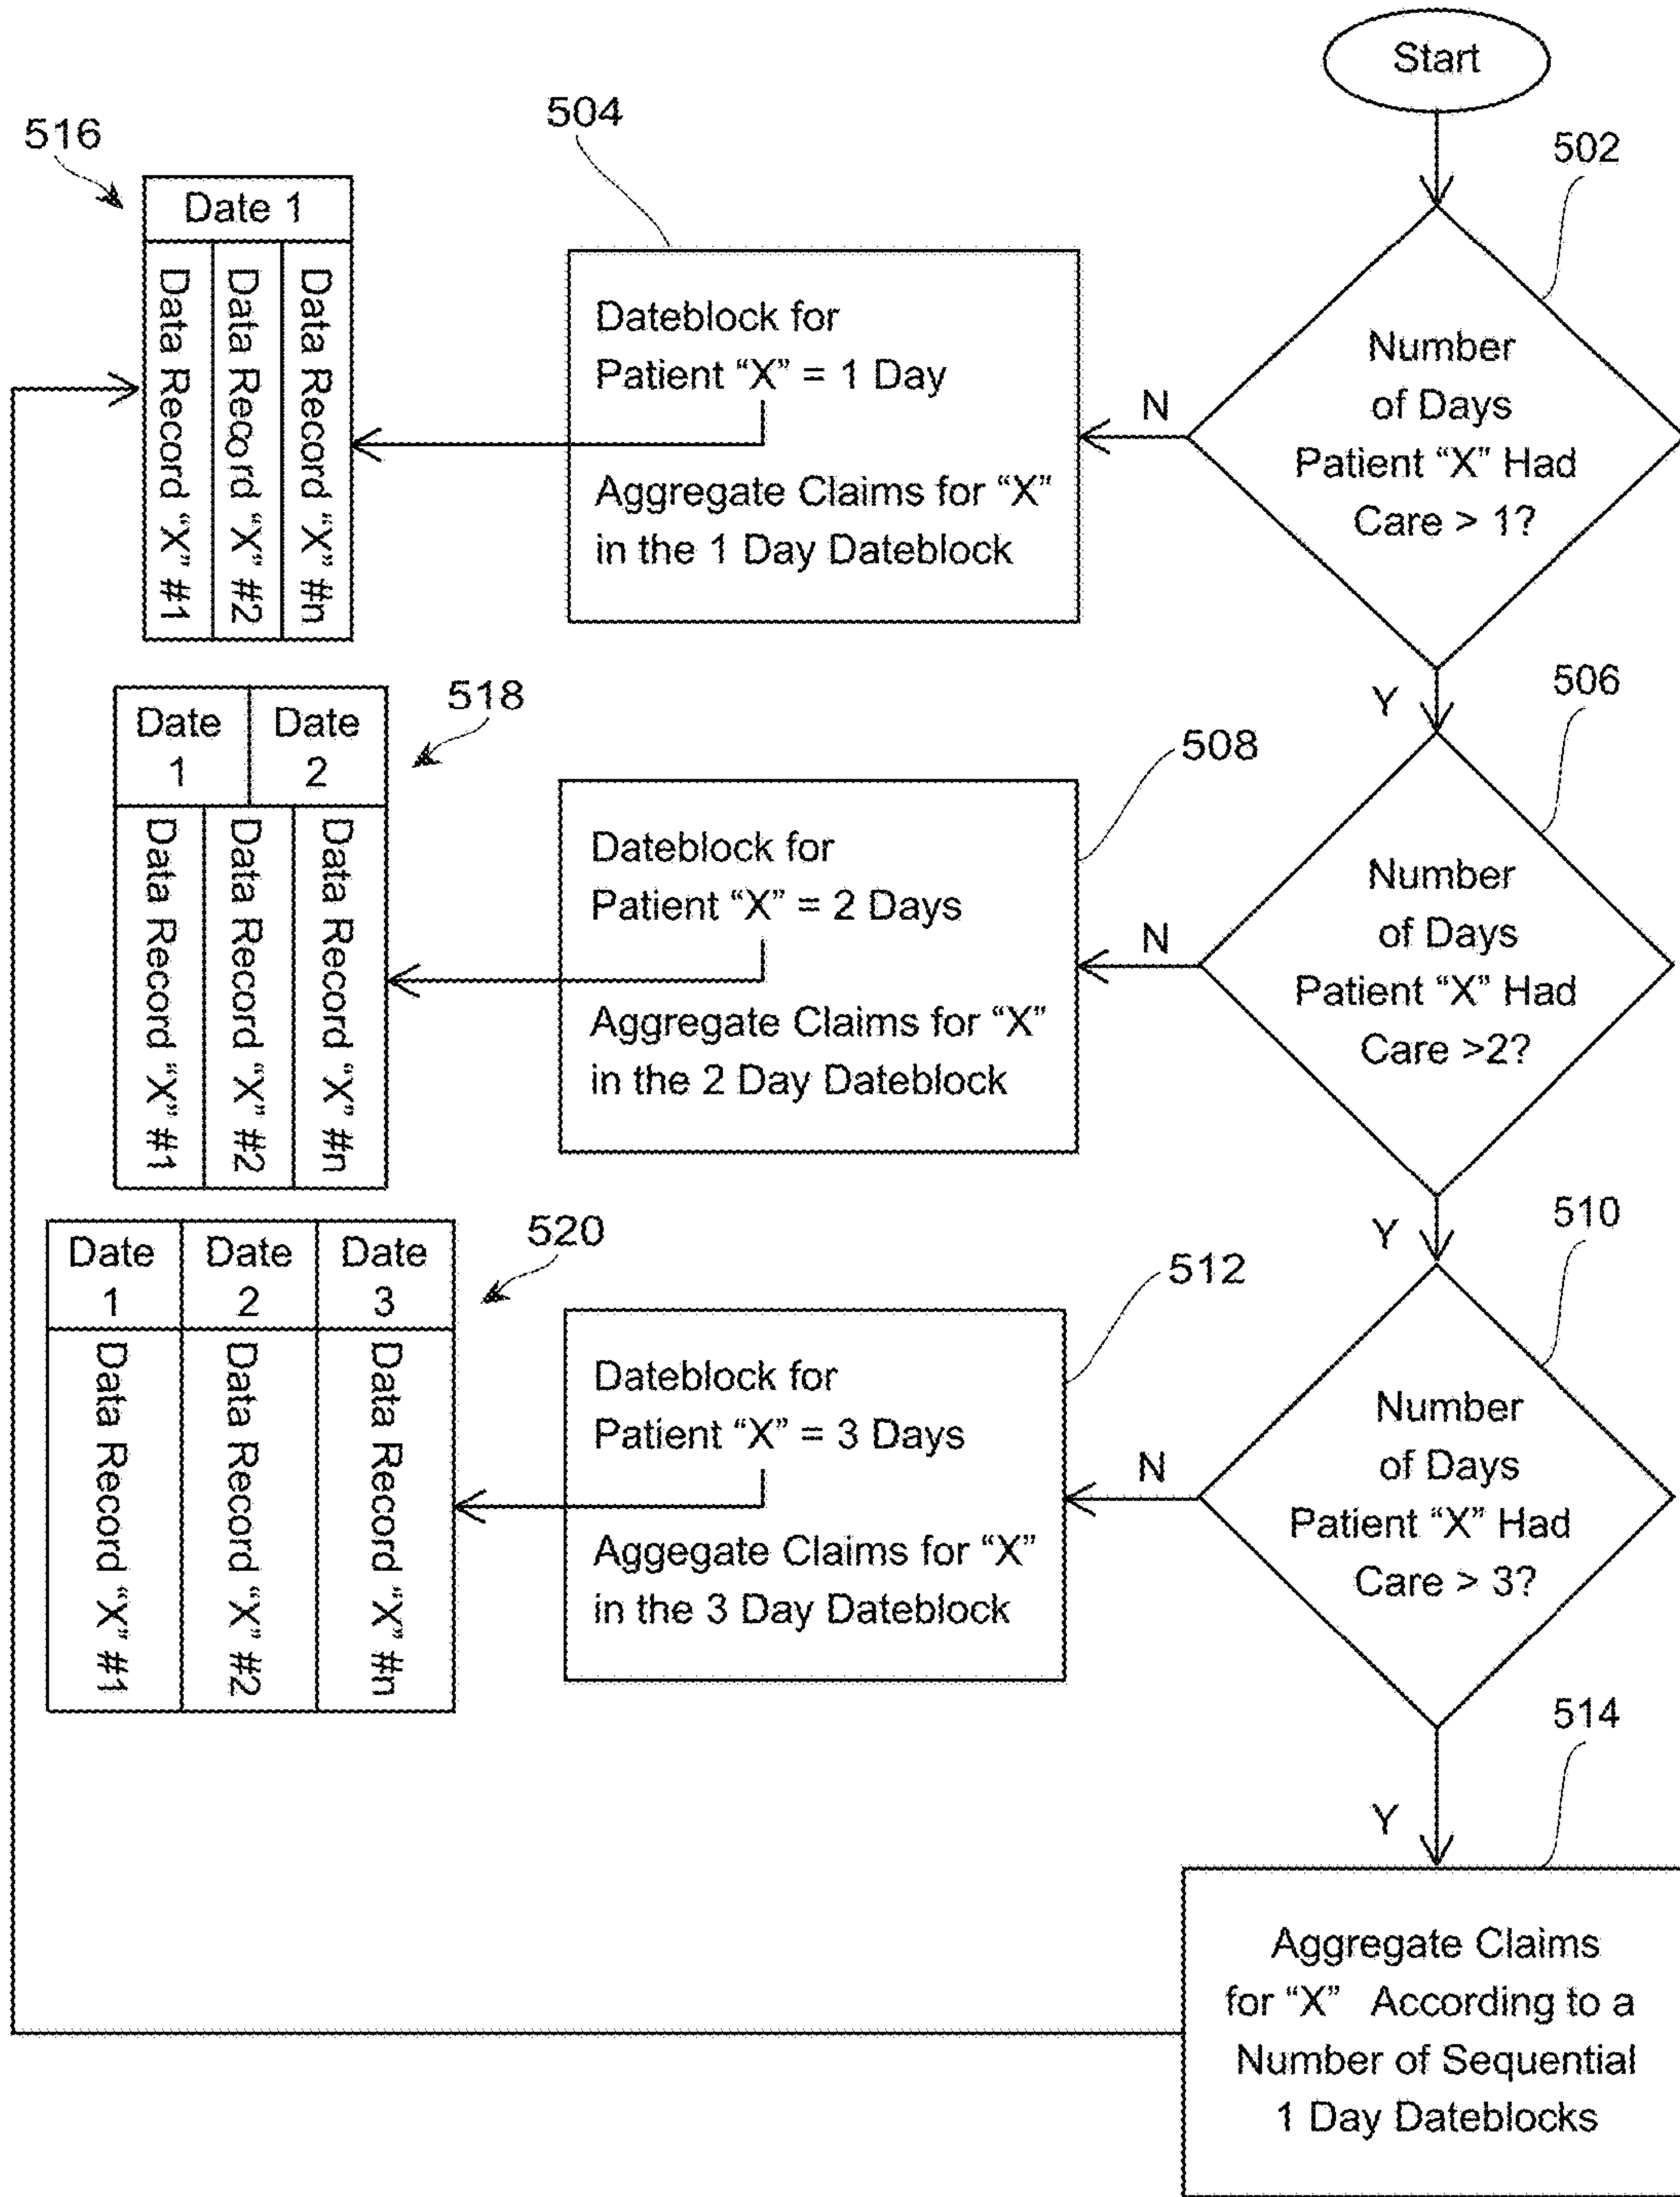 Start
502
Number
of Days
Patient “X” Had
Care > 1?
N
Y
504
Dateblock for
Patient “X” = 1 Day
Aggregate Claims for “X”
in the 1 Day Dateblock
516
Date 1
Data Record “X” #1
Data Record “X” #2
Data Record “X” #n
506
Number
of Days
Patient “X” Had
Care >2?
N
Y
508
Dateblock for
Patient “X” = 2 Days
Aggregate Claims for “X”
in the 2 Day Dateblock
518
Date
1
Date
2
Data Record “X” #1
Data Record “X” #2
Data Record “X” #n
510
Number
of Days
Patient “X” Had
Care > 3?
N
Y
512
Dateblock for
Patient “X” = 3 Days
Aggegate Claims for “X”
in the 3 Day Dateblock
520
Date
1
Date
2
Date
3
Data Record “X” #1
Data Record “X” #2
Data Record “X” #n
514
Aggregate Claims
for “X” According to a
Number of Sequential
1 Day Dateblocks